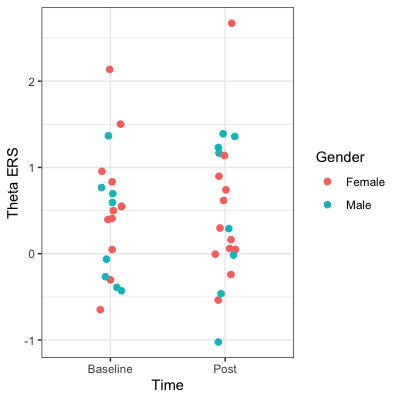 Theta ERS
2
1
0
-1
Baseline
Post
Time
Gender
Female
Male